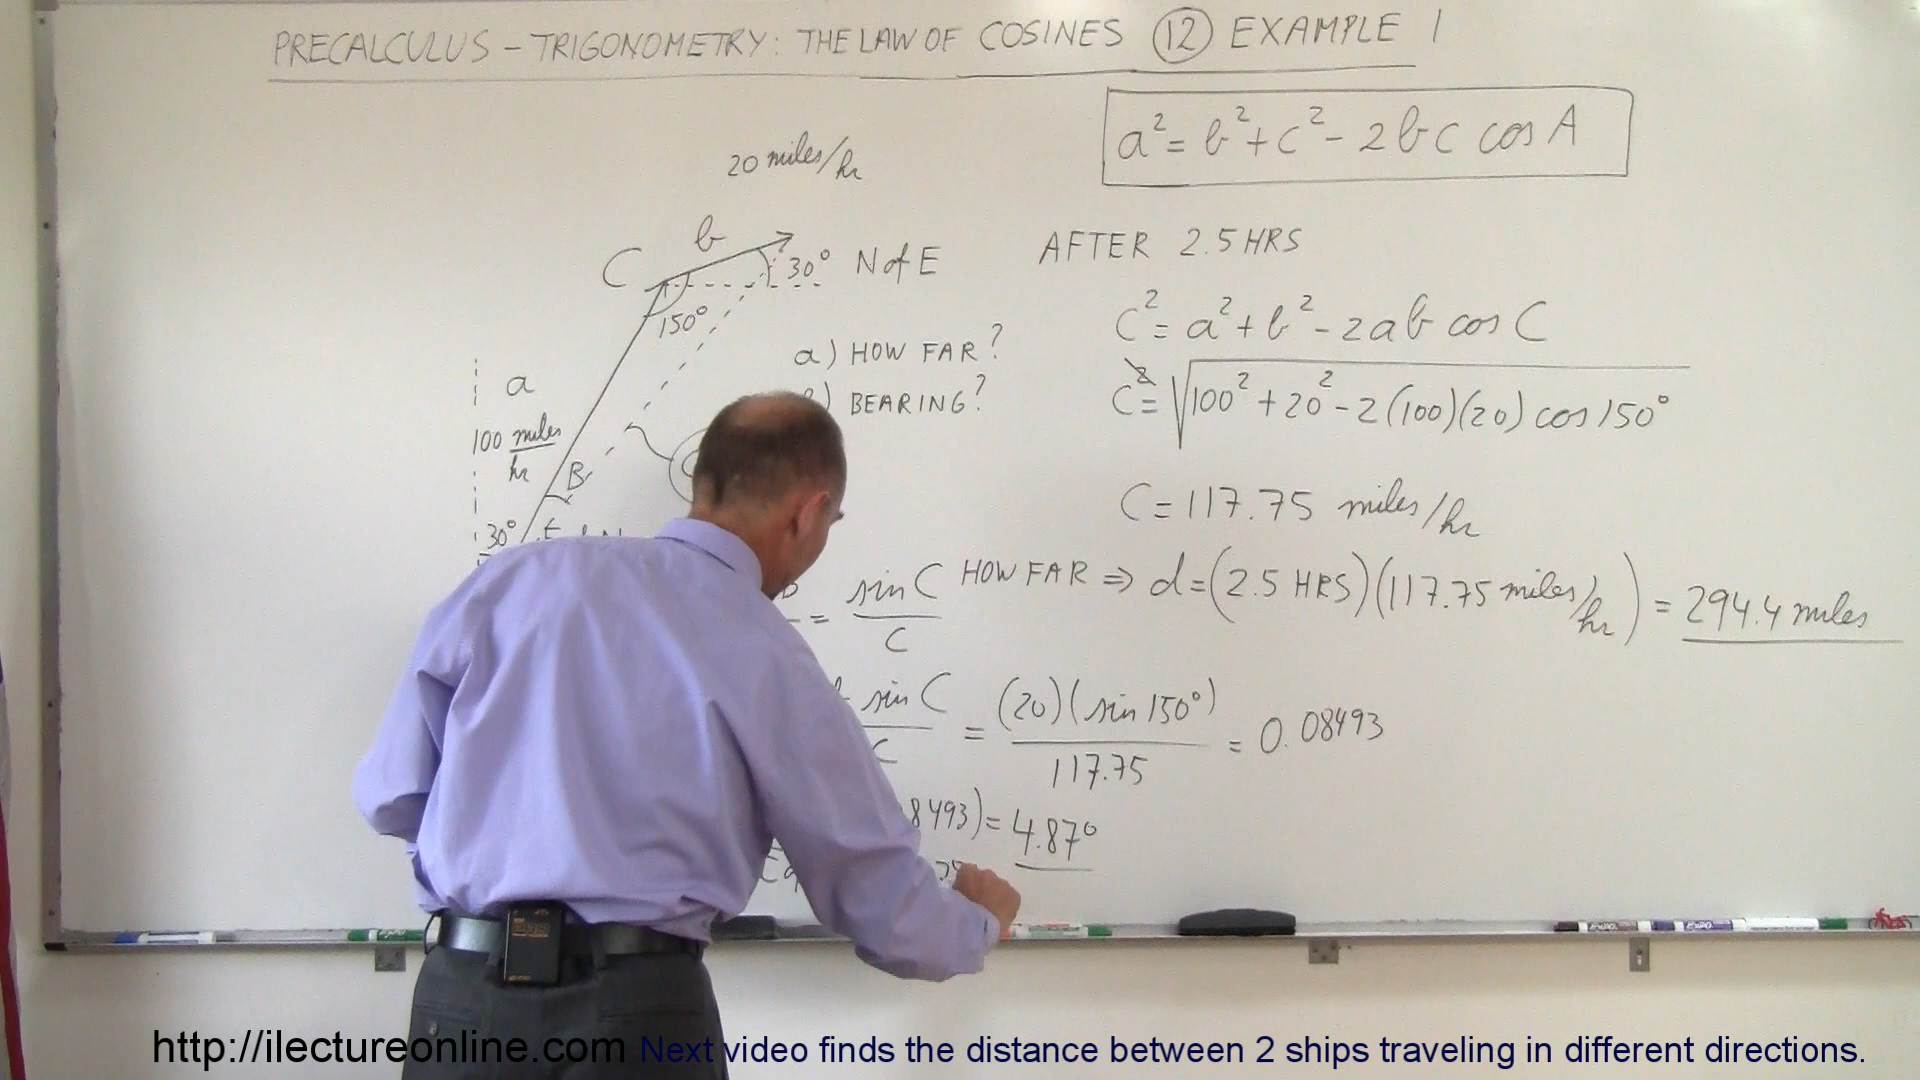 PRECALCULUS - TRIGONOMETRY: THE LAW OF COSINES 12 EXAMPLE 1
a² = b² + c² - 2bc cos A
20 miles/hr
b
C
30° N of E
150°
a
100 miles/hr
B
30°
a) HOW FAR?
) BEARING?
AFTER 2.5 HRS
C² = a² + b² - 2ab cos C
C² = √100² + 20² - 2(100)(20) cos 150°
C = 117.75 miles/hr
HOW FAR ⇒ d = (2.5 HRS)(117.75 miles/hr) = 294.4 miles
= sin C / C
sin C / C = (20)(sin 150°) / 117.75 = 0.08493
8493) = 4.87°
http://ilectureonline.com Next video finds the distance between 2 ships traveling in different directions.